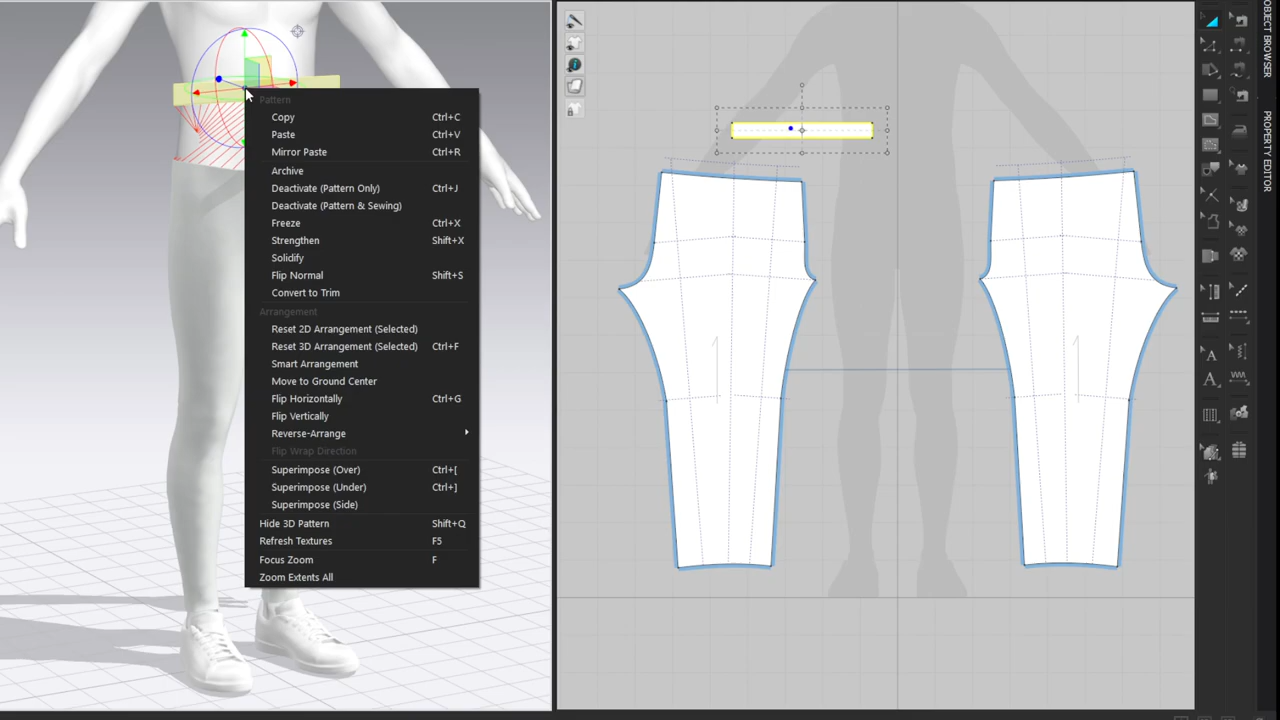 Pattern
Copy Ctrl+C
Paste Ctrl+V
Mirror Paste Ctrl+R
Archive
Deactivate (Pattern Only) Ctrl+J
Deactivate (Pattern & Sewing)
Freeze Ctrl+X
Strengthen Shift+X
Solidify
Flip Normal Shift+S
Convert to Trim
Arrangement
Reset 2D Arrangement (Selected)
Reset 3D Arrangement (Selected) Ctrl+F
Smart Arrangement
Move to Ground Center
Flip Horizontally Ctrl+G
Flip Vertically
Reverse-Arrange
Flip Wrap Direction
Superimpose (Over) Ctrl+[
Superimpose (Under) Ctrl+]
Superimpose (Side)
Hide 3D Pattern Shift+Q
Refresh Textures F5
Focus Zoom F
Zoom Extents All
OBJECT BROWSER
PROPERTY EDITOR